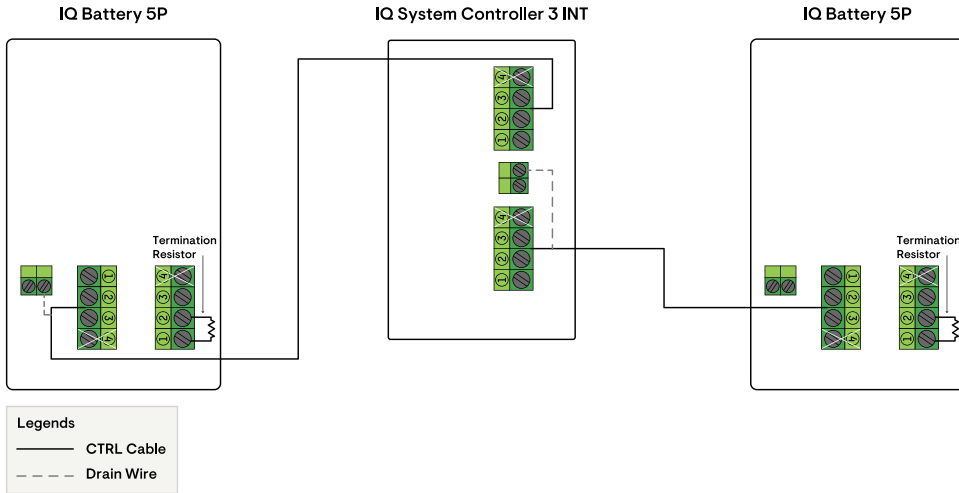 IQ Battery 5P
IQ System Controller 3 INT
IQ Battery 5P
4
3
2
1
4
3
2
1
Termination
Resistor
1
2
3
4
4
3
2
1
Termination
Resistor
1
2
3
4
4
3
2
1
Legends
CTRL Cable
Drain Wire